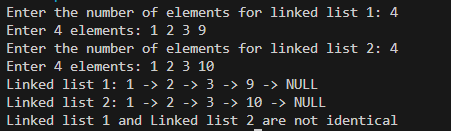 Enter the number of elements for linked list 1: 4
Enter 4 elements: 1 2 3 9
Enter the number of elements for linked list 2: 4
Enter 4 elements: 1 2 3 10
Linked list 1: 1 -> 2 -> 3 -> 9 -> NULL
Linked list 2: 1 -> 2 -> 3 -> 10 -> NULL
Linked list 1 and Linked list 2 are not identical